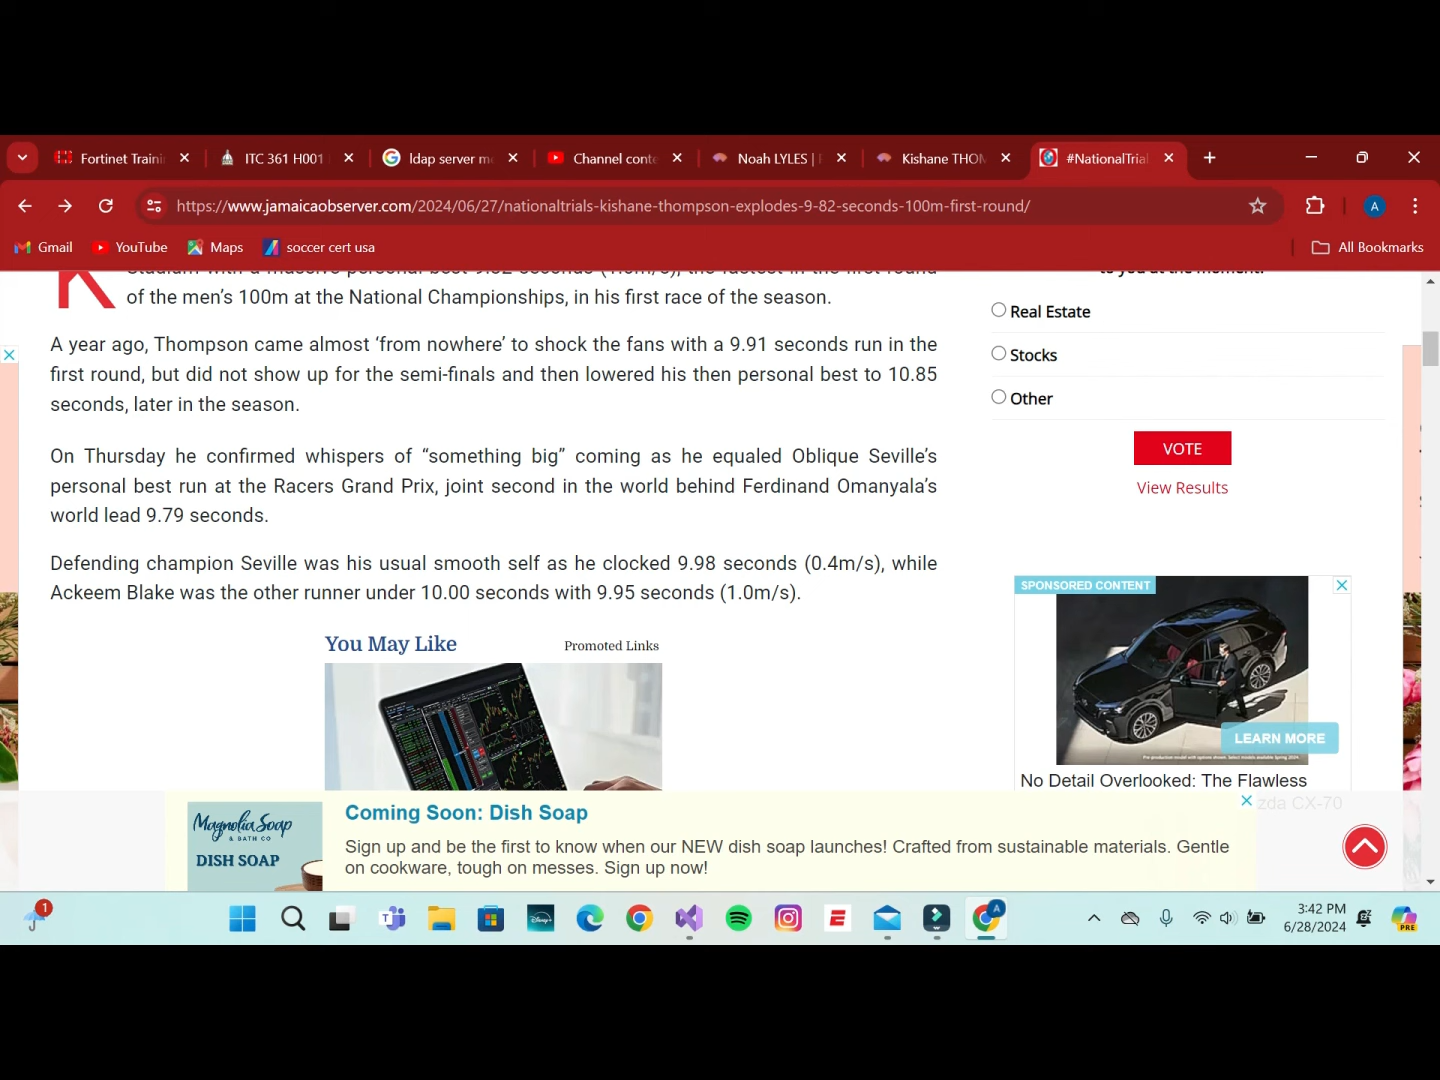 Fortinet Traini
ITC 361 H001
ldap server mo
Channel conte
Noah LYLES |
Kishane THOM
#NationalTrial
https://www.jamaicaobserver.com/2024/06/27/nationaltrials-kishane-thompson-explodes-9-82-seconds-100m-first-round/
A
Gmail
YouTube
Maps
soccer cert usa
All Bookmarks
K
of the men's 100m at the National Championships, in his first race of the season.
A year ago, Thompson came almost ‘from nowhere’ to shock the fans with a 9.91 seconds run in the
first round, but did not show up for the semi-finals and then lowered his then personal best to 10.85
seconds, later in the season.
On Thursday he confirmed whispers of “something big” coming as he equaled Oblique Seville’s
personal best run at the Racers Grand Prix, joint second in the world behind Ferdinand Omanyala’s
world lead 9.79 seconds.
Defending champion Seville was his usual smooth self as he clocked 9.98 seconds (0.4m/s), while
Ackeem Blake was the other runner under 10.00 seconds with 9.95 seconds (1.0m/s).
You May Like
Promoted Links
Real Estate
Stocks
Other
VOTE
View Results
SPONSORED CONTENT
LEARN MORE
No Detail Overlooked: The Flawless
zda CX-70
Magnolia Soap
& BATH CO
DISH SOAP
Coming Soon: Dish Soap
Sign up and be the first to know when our NEW dish soap launches! Crafted from sustainable materials. Gentle
on cookware, tough on messes. Sign up now!
1
Disney+
E
A
3:42 PM
6/28/2024
PRE